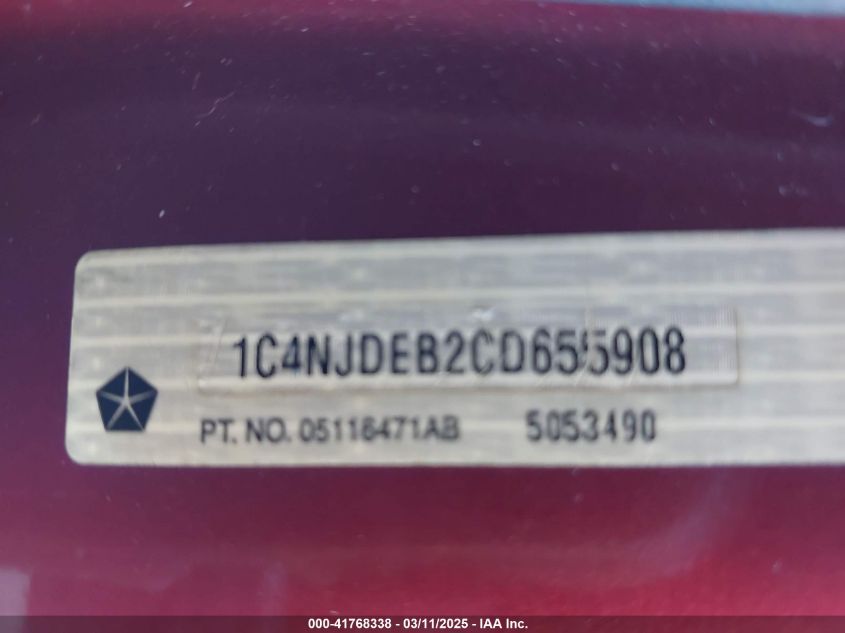 1C4NJDEB2CD655908
PT. NO. 05116471AB 5053490
000-41768338 - 03/11/2025 - IAA Inc.